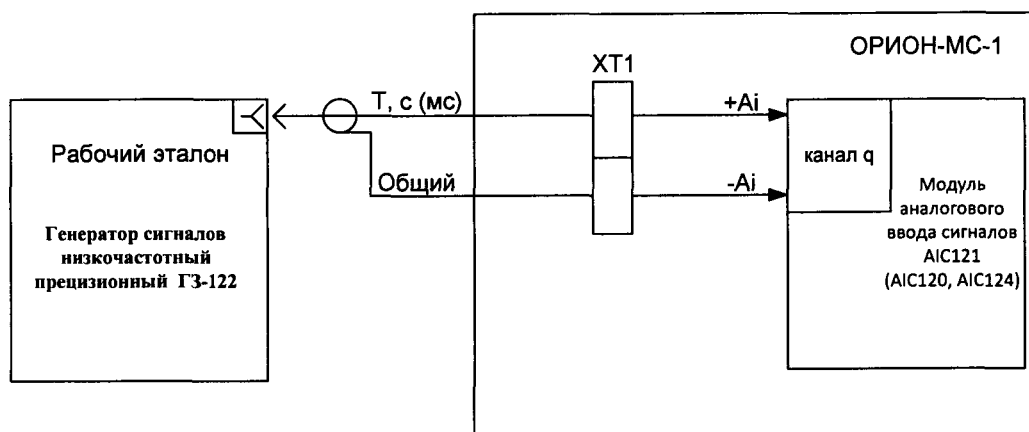 ОРИОН-МС-1
ХТ1
Т, с (мс)
+Ai
Рабочий эталон
канал q
Общий
-Ai
Генератор сигналов
низкочастотный
прецизионный ГЗ-122
Модуль
аналогового
ввода сигналов
AIC121
(AIC120, AIC124)